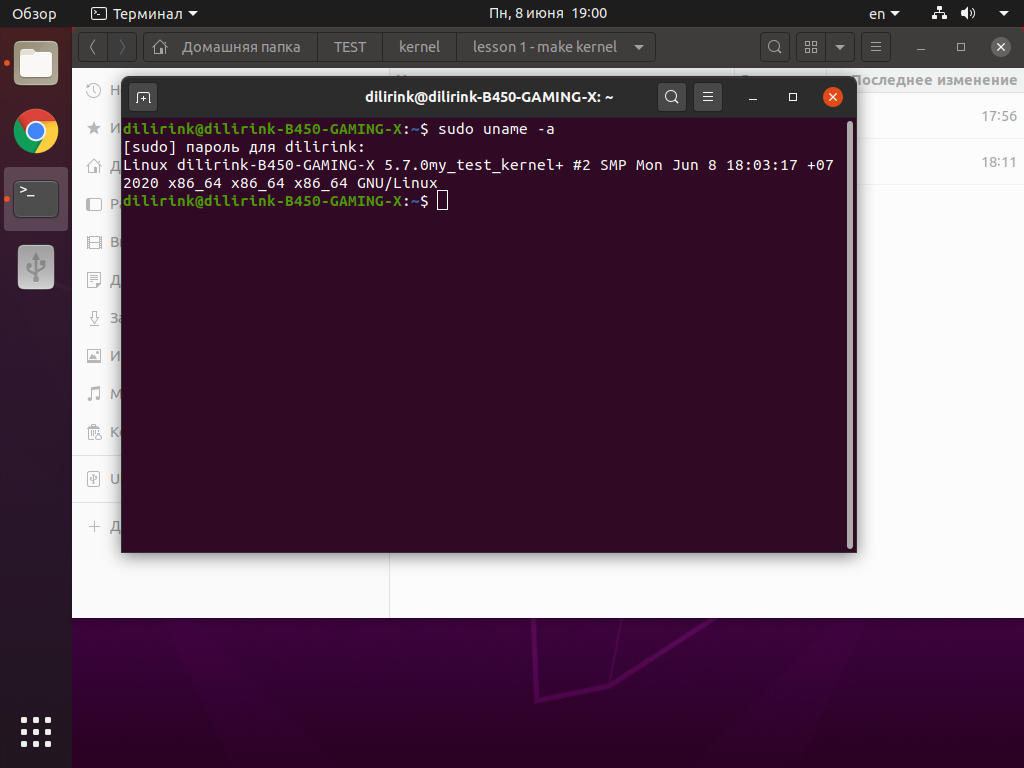 Обзор Терминал Пн, 8 июня 19:00 en
Домашняя папка TEST kernel lesson 1 - make kernel
Последнее изменение
dilirink@dilirink-B450-GAMING-X: ~
17:56
18:11
dilirink@dilirink-B450-GAMING-X:~$ sudo uname -a
[sudo] пароль для dilirink:
Linux dilirink-B450-GAMING-X 5.7.0my_test_kernel+ #2 SMP Mon Jun 8 18:03:17 +07
2020 x86_64 x86_64 x86_64 GNU/Linux
dilirink@dilirink-B450-GAMING-X:~$